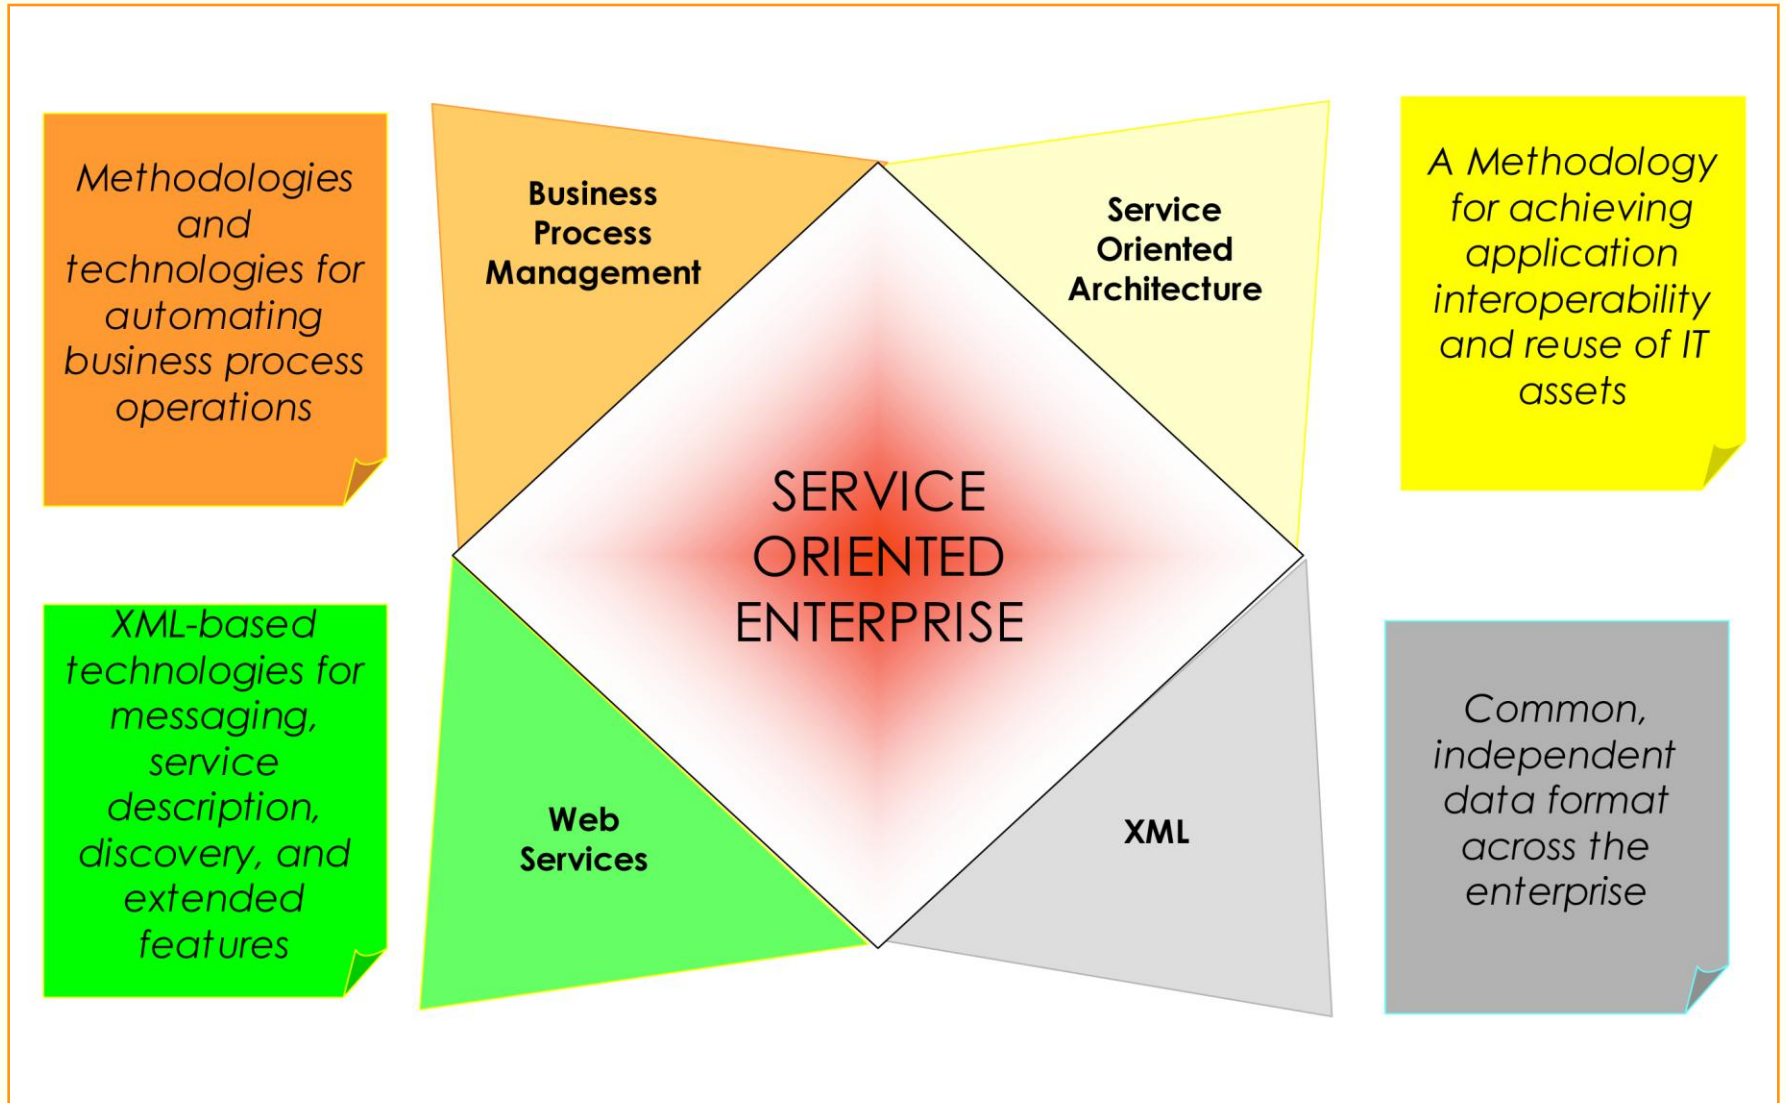 Methodologies
and
technologies for
automating
business process
operations
Business
Process
Management
Service
Oriented
Architecture
A Methodology
for achieving
application
interoperability
and reuse of IT
assets
SERVICE
ORIENTED
ENTERPRISE
XML-based
technologies for
messaging,
service
description,
discovery, and
extended
features
Web
Services
XML
Common,
independent
data format
across the
enterprise